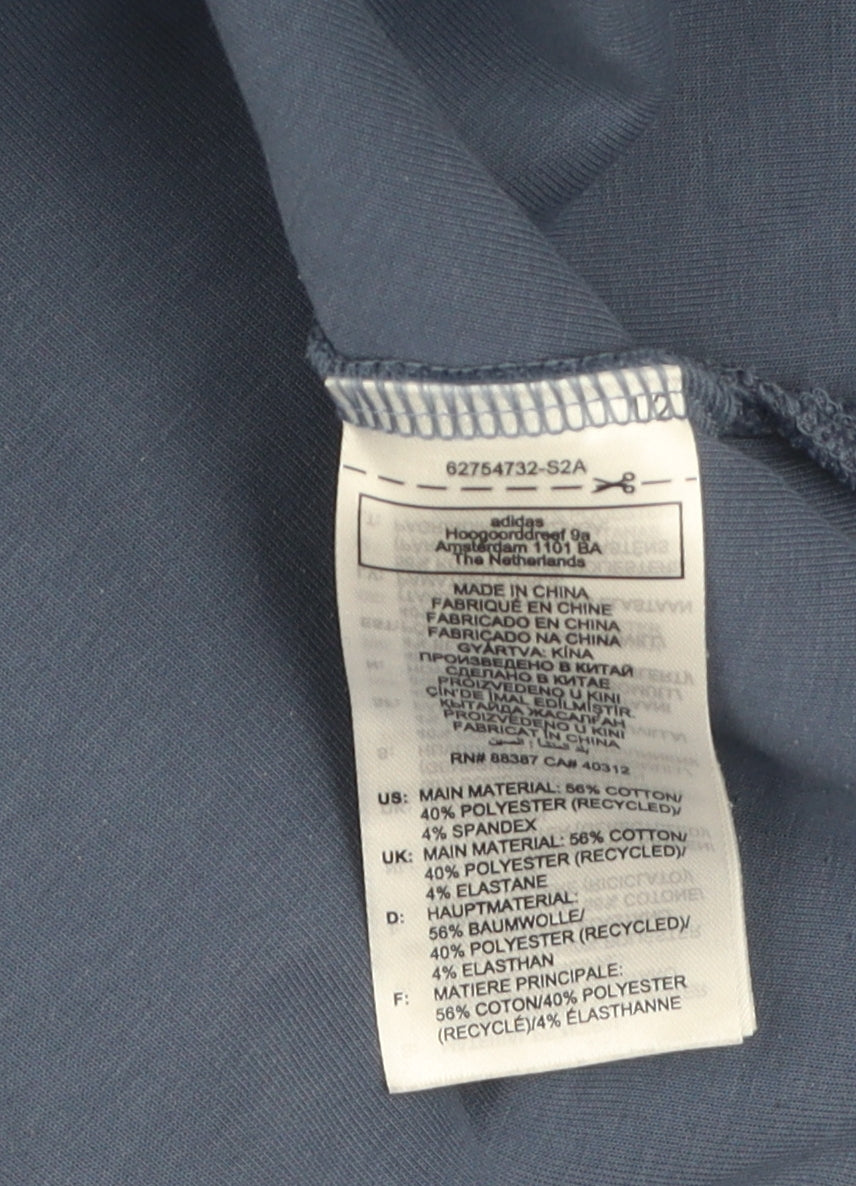 62754732-S2A
adidas
Hoogoorddreef 9a
Amsterdam 1101 BA
The Netherlands
MADE IN CHINA
FABRIQUÉ EN CHINE
FABRICADO EN CHINA
FABRICADO NA CHINA
GYÁRTVA: KÍNA
ПРОИЗВЕДЕНО В КИТАЙ
СДЕЛАНО В КИТАЕ
PROIZVEDENO U KINI
ÇİN'DE İMAL EDİLMİŞTİR.
ҚЫТАЙДА ЖАСАЛҒАН
PROIZVEDENO U KINI
FABRICAT ÎN CHINA
RN# 88387 CA# 40312
US: MAIN MATERIAL: 56% COTTON/
40% POLYESTER (RECYCLED)/
4% SPANDEX
UK: MAIN MATERIAL: 56% COTTON/
40% POLYESTER (RECYCLED)/
4% ELASTANE
D: HAUPTMATERIAL:
56% BAUMWOLLE/
40% POLYESTER (RECYCLED)/
4% ELASTHAN
F: MATIERE PRINCIPALE:
56% COTON/40% POLYESTER
(RECYCLÉ)/4% ÉLASTHANNE